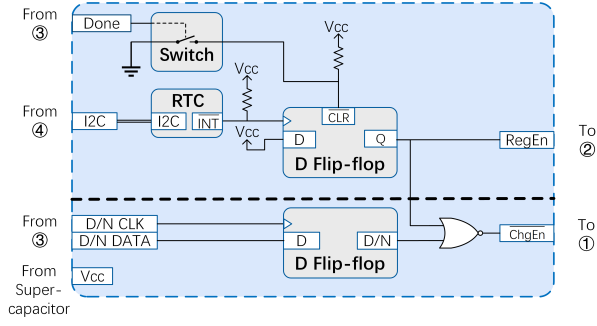 From
③
Done
Switch
Vcc
Vcc
From
④
I2C
RTC
I2C
INT
Vcc
CLR
D
Q
D Flip-flop
RegEn
To
②
From
③
D/N CLK
D/N DATA
D
D/N
D Flip-flop
ChgEn
To
①
From
Super-
capacitor
Vcc